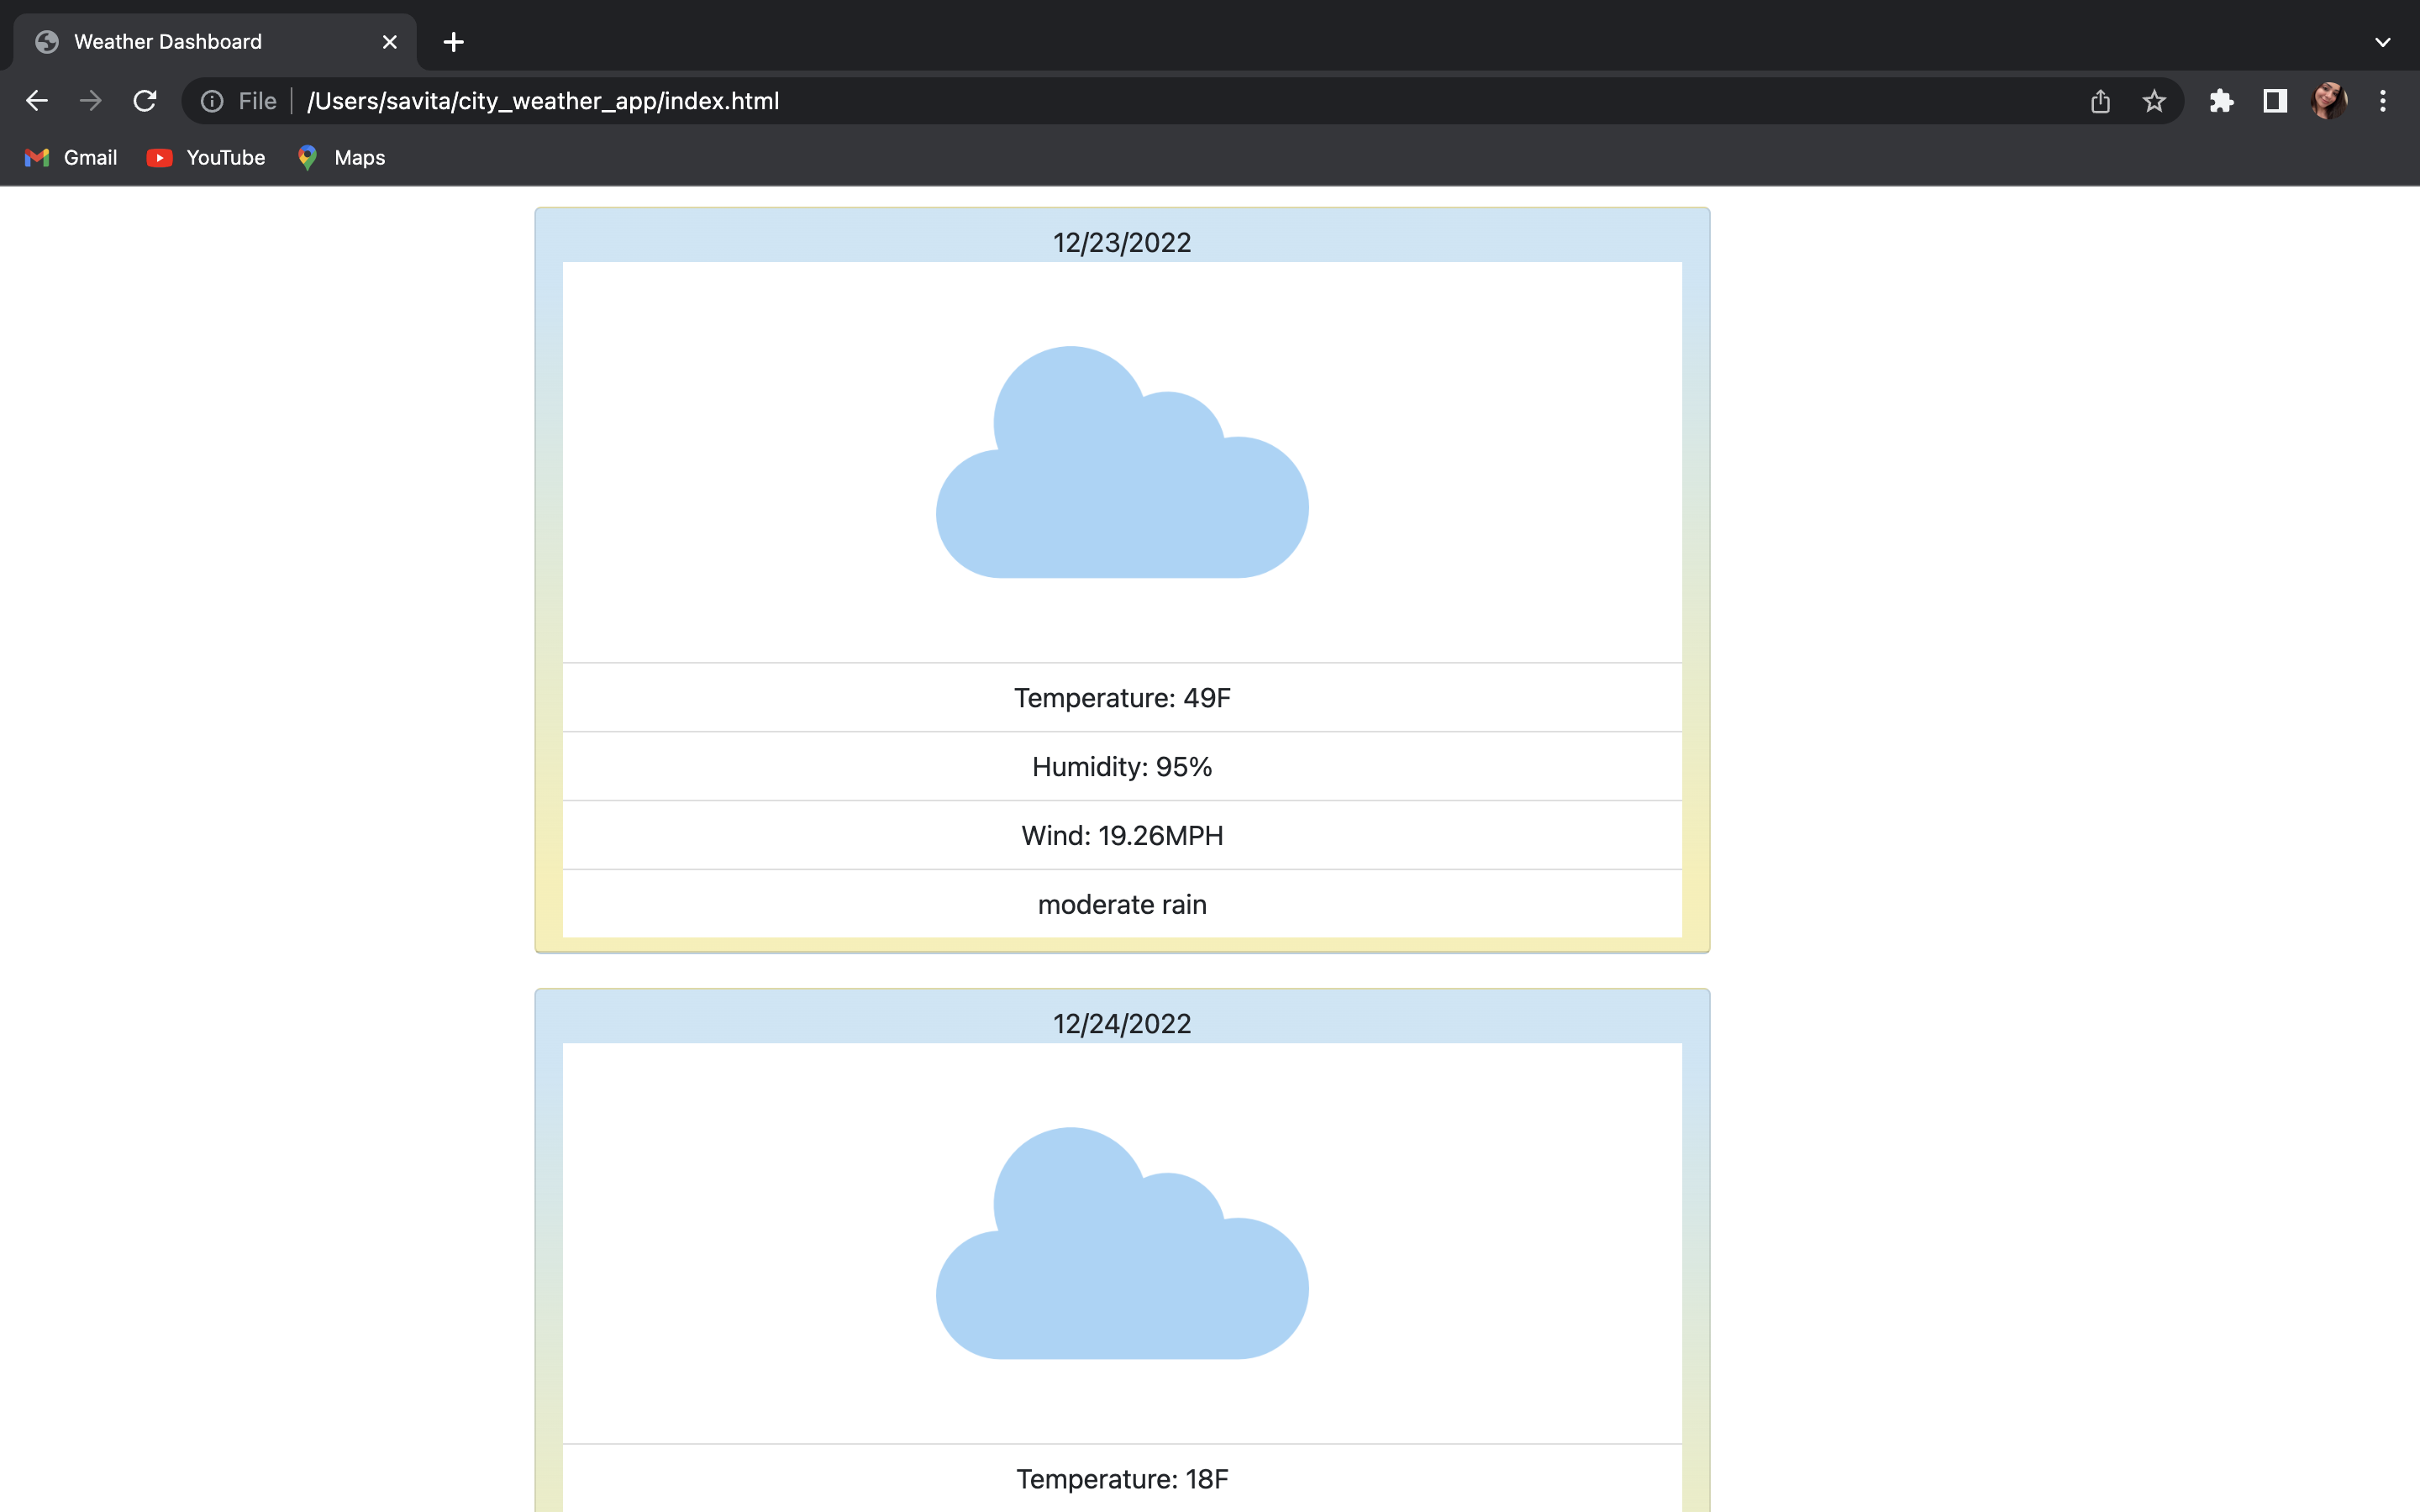 Weather Dashboard
File /Users/savita/city_weather_app/index.html
Gmail YouTube Maps
12/23/2022
Temperature: 49F
Humidity: 95%
Wind: 19.26MPH
moderate rain
12/24/2022
Temperature: 18F